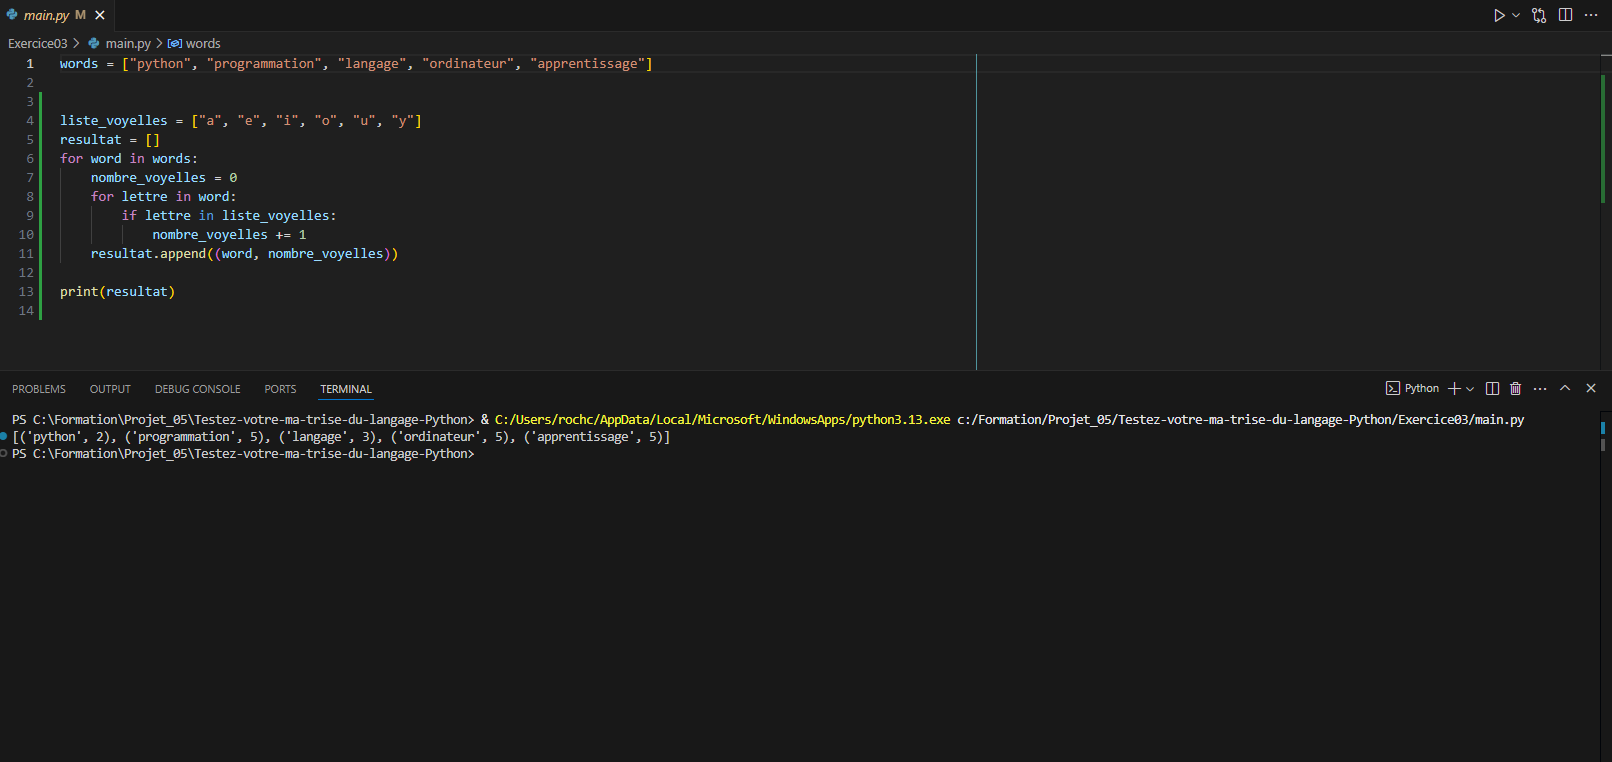 main.py M
Exercice03 > main.py > words
1 words = ["python", "programmation", "langage", "ordinateur", "apprentissage"]
2
3
4 liste_voyelles = ["a", "e", "i", "o", "u", "y"]
5 resultat = []
6 for word in words:
7     nombre_voyelles = 0
8     for lettre in word:
9         if lettre in liste_voyelles:
10             nombre_voyelles += 1
11     resultat.append((word, nombre_voyelles))
12
13 print(resultat)
14
PROBLEMS OUTPUT DEBUG CONSOLE PORTS TERMINAL Python
PS C:\Formation\Projet_05\Testez-votre-ma-trise-du-langage-Python> & C:/Users/rochc/AppData/Local/Microsoft/WindowsApps/python3.13.exe c:/Formation/Projet_05/Testez-votre-ma-trise-du-langage-Python/Exercice03/main.py
[('python', 2), ('programmation', 5), ('langage', 3), ('ordinateur', 5), ('apprentissage', 5)]
PS C:\Formation\Projet_05\Testez-votre-ma-trise-du-langage-Python>